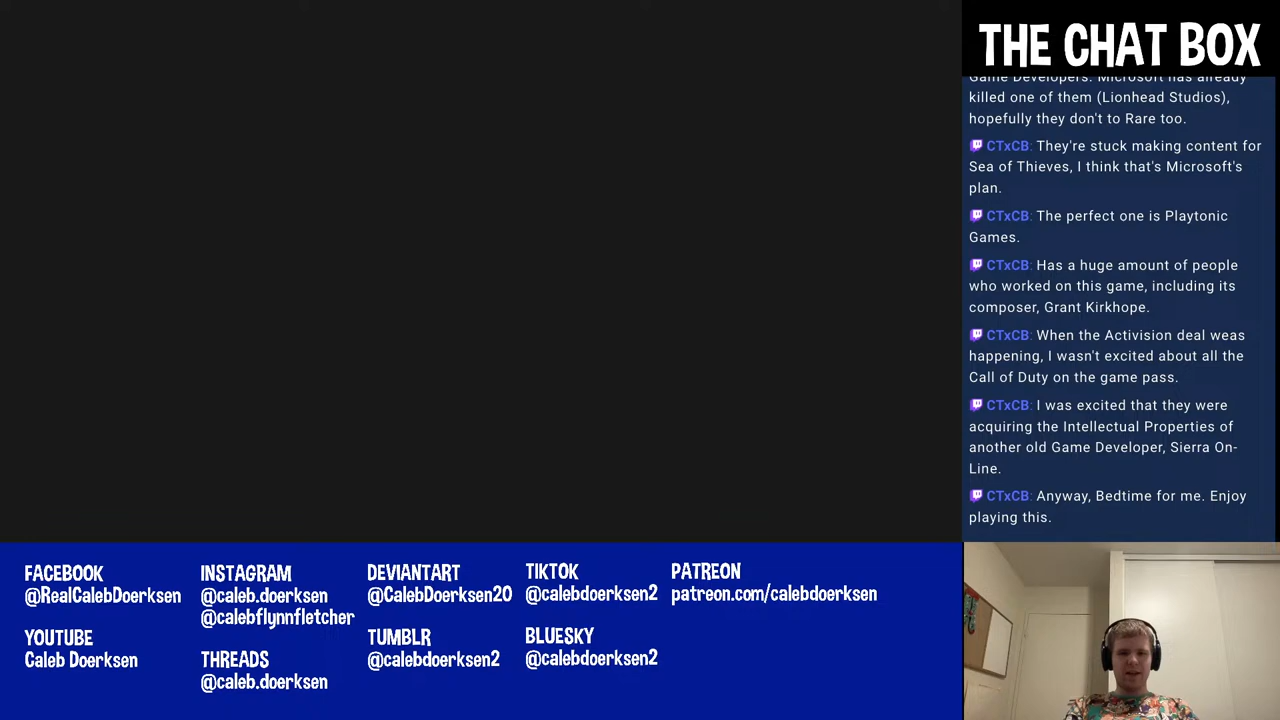 THE CHAT BOX
Game Developers. Microsoft has already
killed one of them (Lionhead Studios),
hopefully they don't to Rare too.
CTxCB: They're stuck making content for
Sea of Thieves, I think that's Microsoft's
plan.
CTxCB: The perfect one is Playtonic
Games.
CTxCB: Has a huge amount of people
who worked on this game, including its
composer, Grant Kirkhope.
CTxCB: When the Activision deal weas
happening, I wasn't excited about all the
Call of Duty on the game pass.
CTxCB: I was excited that they were
acquiring the Intellectual Properties of
another old Game Developer, Sierra On-
Line.
CTxCB: Anyway, Bedtime for me. Enjoy
playing this.
FACEBOOK
@RealCalebDoerksen
YOUTUBE
Caleb Doerksen
INSTAGRAM
@caleb.doerksen
@calebflynnfletcher
THREADS
@caleb.doerksen
DEVIANTART
@CalebDoerksen20
TUMBLR
@calebdoerksen2
TIKTOK
@calebdoerksen2
BLUESKY
@calebdoerksen2
PATREON
patreon.com/calebdoerksen